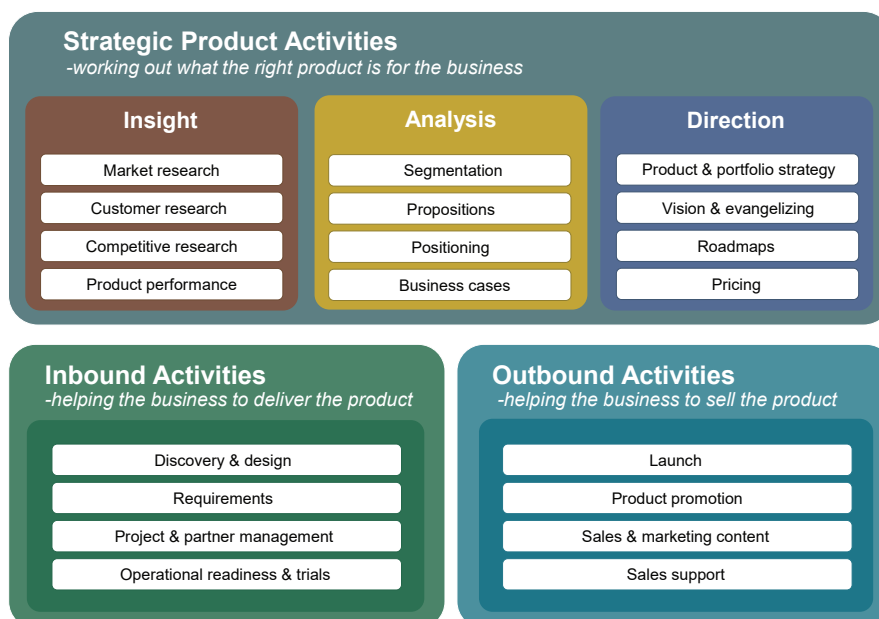 Strategic Product Activities
-working out what the right product is for the business
Insight
Market research
Customer research
Competitive research
Product performance
Analysis
Segmentation
Propositions
Positioning
Business cases
Direction
Product & portfolio strategy
Vision & evangelizing
Roadmaps
Pricing
Inbound Activities
-helping the business to deliver the product
Discovery & design
Requirements
Project & partner management
Operational readiness & trials
Outbound Activities
-helping the business to sell the product
Launch
Product promotion
Sales & marketing content
Sales support